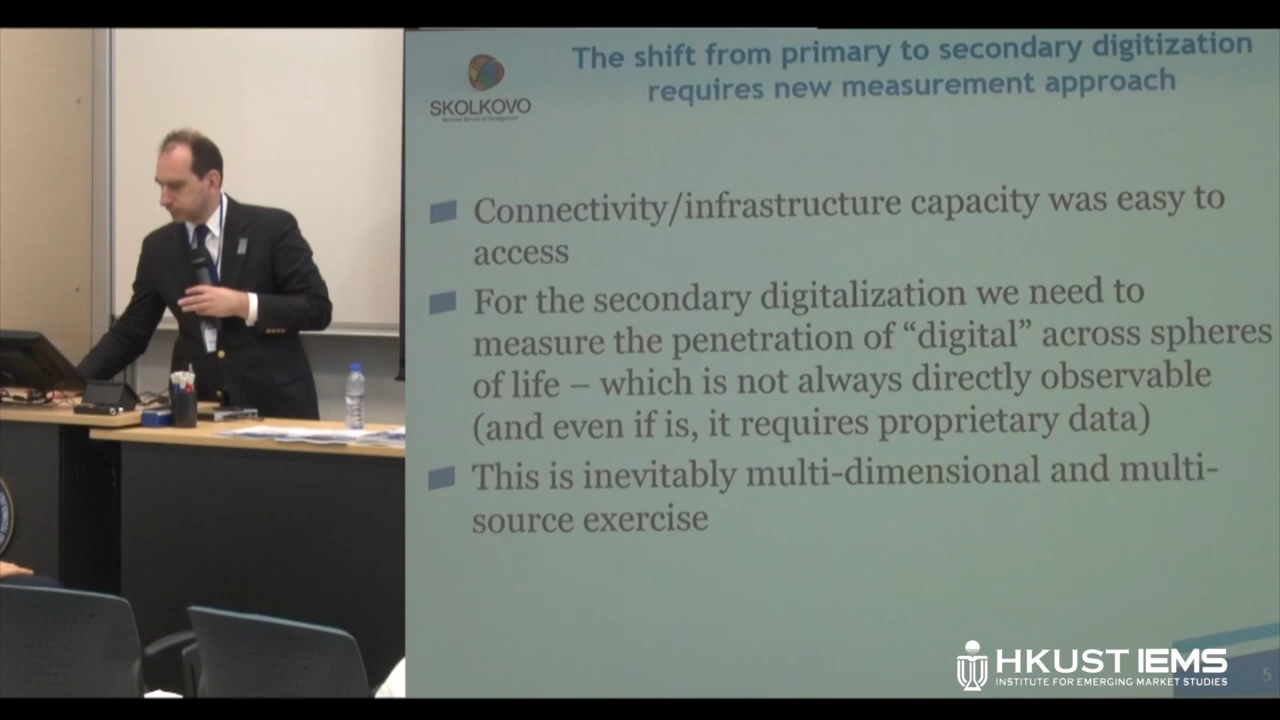 The shift from primary to secondary digitization
requires new measurement approach
SKOLKOVO
Connectivity/infrastructure capacity was easy to
access
For the secondary digitalization we need to
measure the penetration of “digital” across spheres
of life – which is not always directly observable
(and even if is, it requires proprietary data)
This is inevitably multi-dimensional and multi-
source exercise
HKUST IEMS
INSTITUTE FOR EMERGING MARKET STUDIES
5